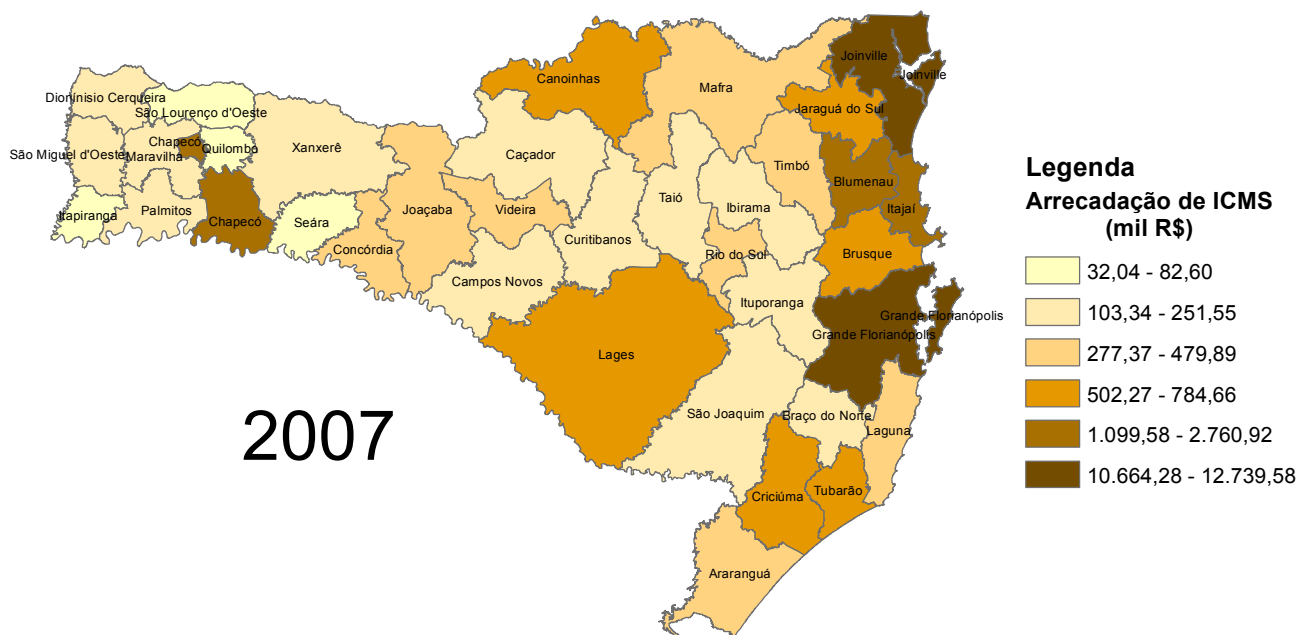 Joinville
Joinville
Canoinhas
Mafra
Dionínisio Cerqueira
Jaraguá do Sul
São Lourenço d'Oeste
Chapecó
Quilombo
Xanxerê
São Miguel d'Oeste
Maravilha
Caçador
Timbó
Blumenau
Taió
Ibirama
Itapiranga
Palmitos
Chapecó
Seára
Joaçaba
Videira
Itajaí
Curitibanos
Concórdia
Rio do Sul
Brusque
Campos Novos
Ituporanga
Grande Florianópolis
Grande Florianópolis
Lages
São Joaquim
Braço do Norte
Laguna
Criciúma
Tubarão
Araranguá
2007
Legenda
Arrecadação de ICMS
(mil R$)
32,04 - 82,60
103,34 - 251,55
277,37 - 479,89
502,27 - 784,66
1.099,58 - 2.760,92
10.664,28 - 12.739,58